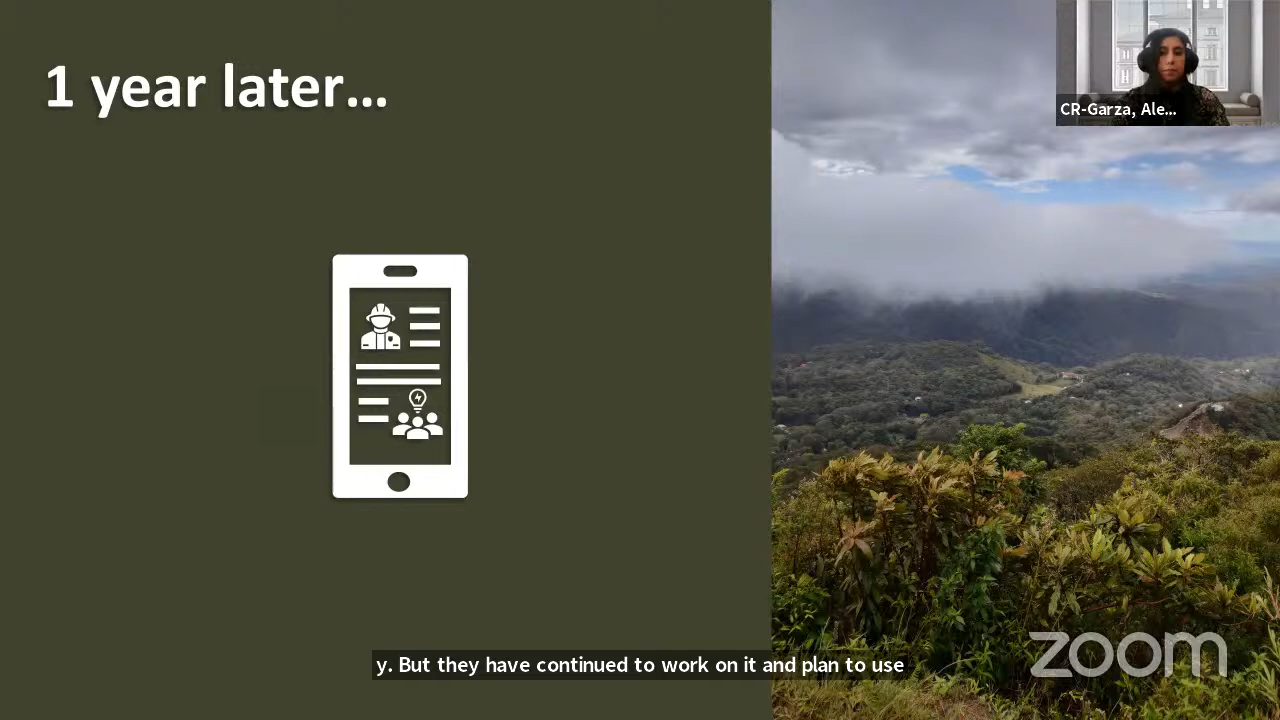 1 year later...
CR-Garza, Ale...
y. But they have continued to work on it and plan to use
zoom